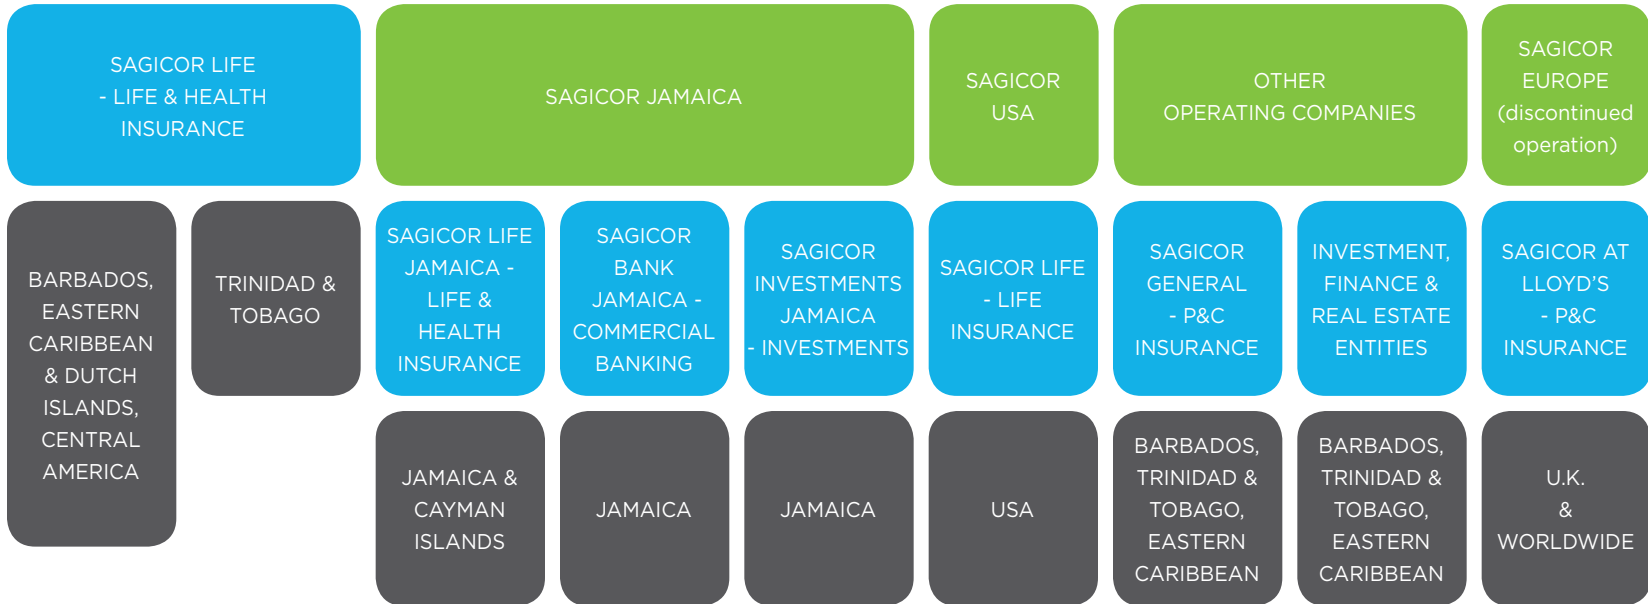 SAGICOR LIFE
- LIFE & HEALTH
INSURANCE
SAGICOR JAMAICA
SAGICOR
USA
OTHER
OPERATING COMPANIES
SAGICOR
EUROPE
(discontinued
operation)
BARBADOS,
EASTERN
CARIBBEAN
& DUTCH
ISLANDS,
CENTRAL
AMERICA
TRINIDAD &
TOBAGO
SAGICOR LIFE
JAMAICA -
LIFE &
HEALTH
INSURANCE
SAGICOR
BANK
JAMAICA -
COMMERCIAL
BANKING
SAGICOR
INVESTMENTS
JAMAICA
- INVESTMENTS
SAGICOR LIFE
- LIFE
INSURANCE
SAGICOR
GENERAL
- P&C
INSURANCE
INVESTMENT,
FINANCE &
REAL ESTATE
ENTITIES
SAGICOR AT
LLOYD'S
- P&C
INSURANCE
JAMAICA &
CAYMAN
ISLANDS
JAMAICA
JAMAICA
USA
BARBADOS,
TRINIDAD &
TOBAGO,
EASTERN
CARIBBEAN
BARBADOS,
TRINIDAD &
TOBAGO,
EASTERN
CARIBBEAN
U.K.
&
WORLDWIDE